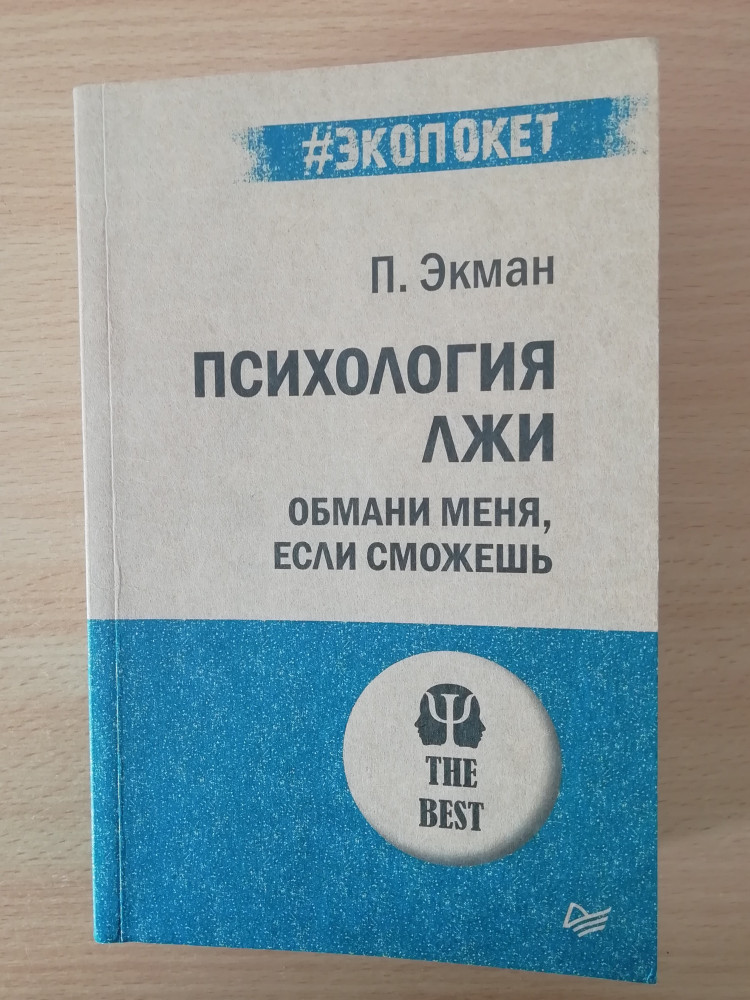 #ЭКОПОКЕТ
П. Экман
ПСИХОЛОГИЯ
ЛЖИ
ОБМАНИ МЕНЯ,
ЕСЛИ СМОЖЕШЬ
Ψ
THE
BEST